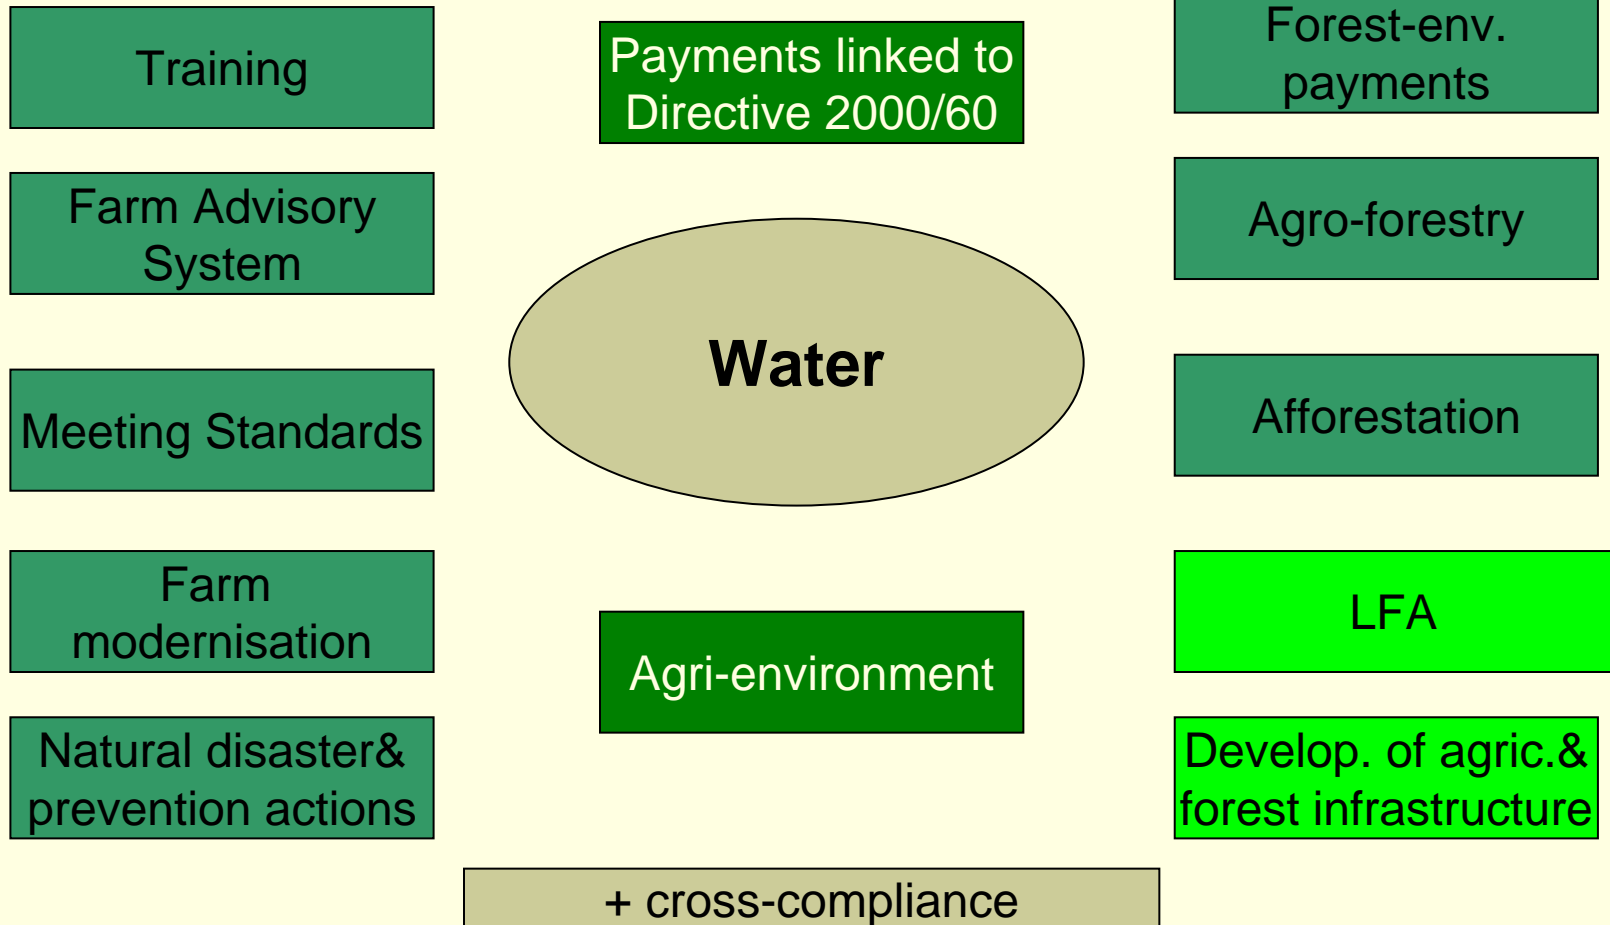 Training
Farm Advisory
System
Meeting Standards
Farm
modernisation
Natural disaster&
prevention actions
Payments linked to
Directive 2000/60
Water
Agri-environment
+ cross-compliance
Forest-env.
payments
Agro-forestry
Afforestation
LFA
Develop. of agric.&
forest infrastructure